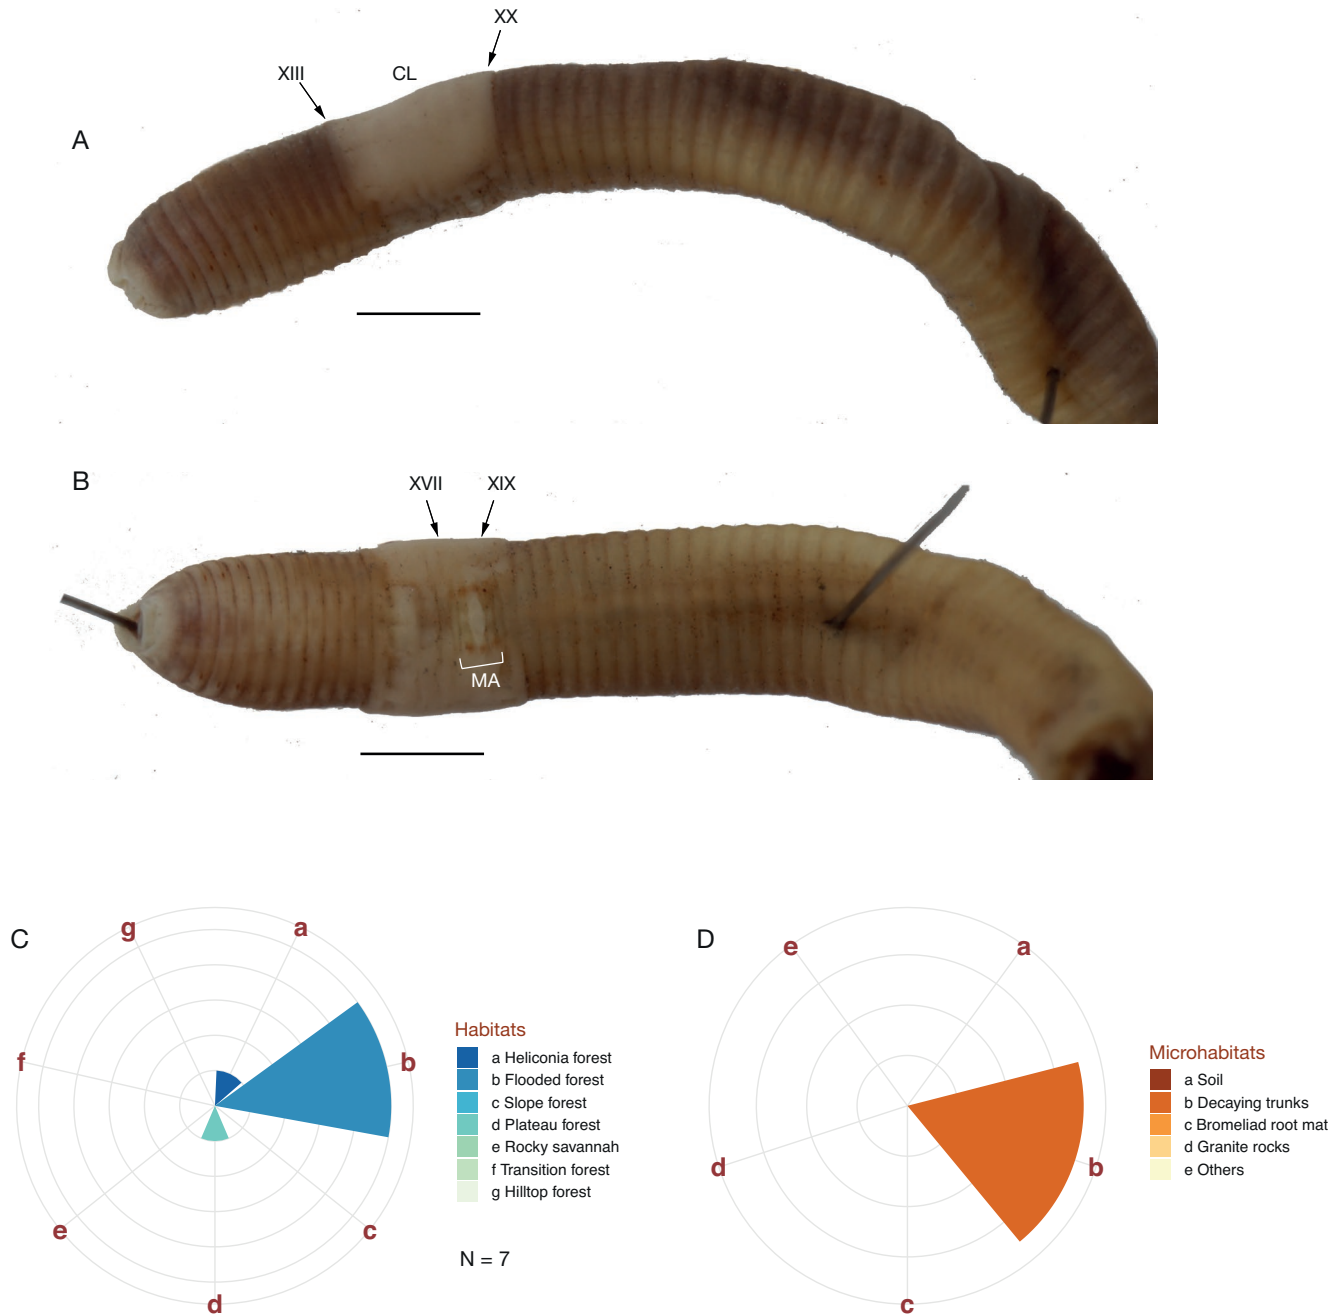 XX
XIII
CL
A
B
XVII
XIX
MA
C
g
a
f
b
e
c
d
Habitats
a Heliconia forest
b Flooded forest
c Slope forest
d Plateau forest
e Rocky savannah
f Transition forest
g Hilltop forest
N = 7
D
e
a
d
b
c
Microhabitats
a Soil
b Decaying trunks
c Bromeliad root mat
d Granite rocks
e Others